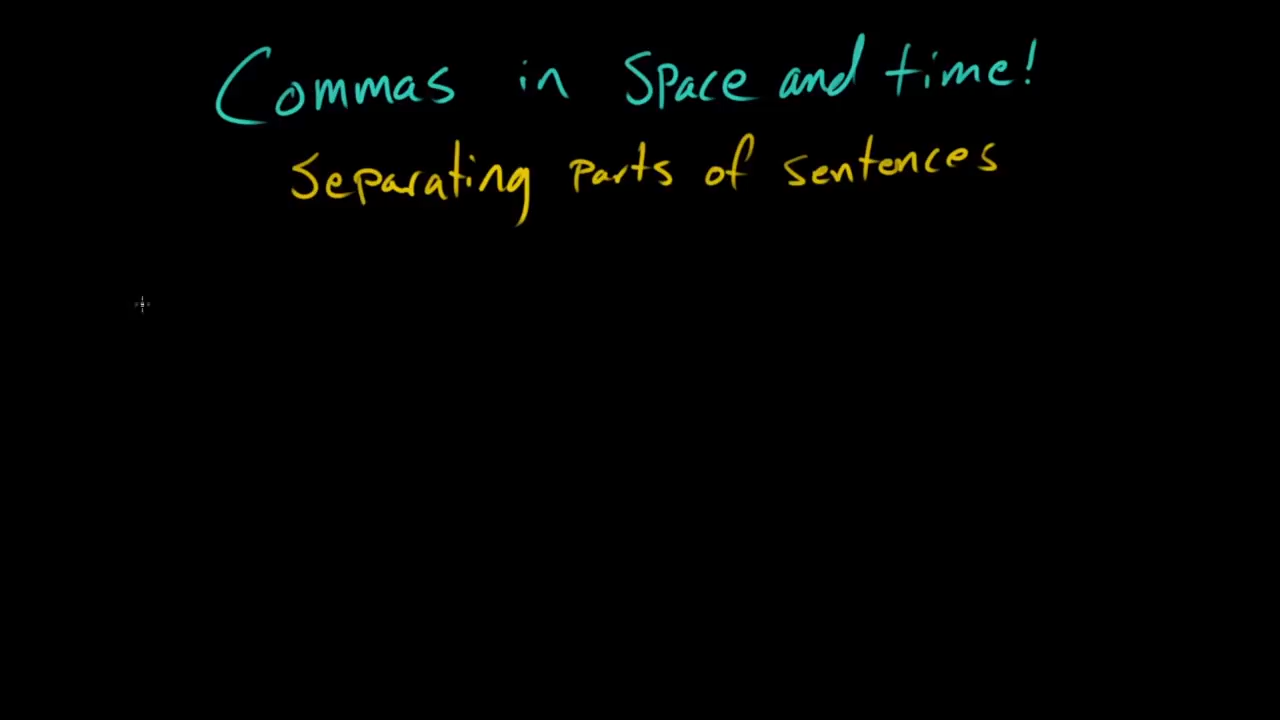 Commas in Space and time!
Separating parts of sentences